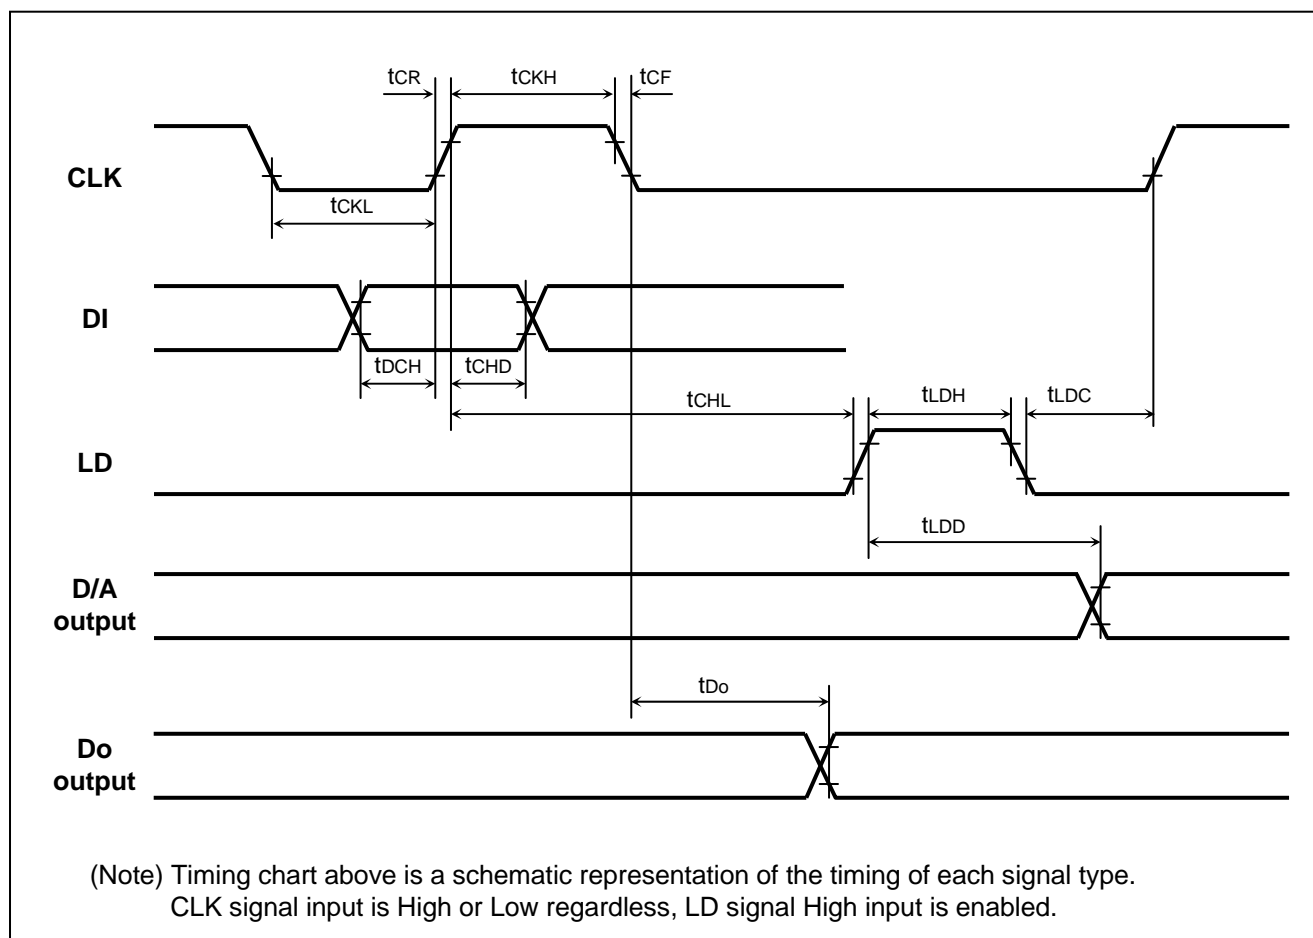 tCR
tCKH
tCF
CLK
tCKL
DI
tDCH
tCHD
tCHL
tLDH
tLDC
LD
tLDD
D/A
output
tDo
Do
output
(Note) Timing chart above is a schematic representation of the timing of each signal type.
CLK signal input is High or Low regardless, LD signal High input is enabled.